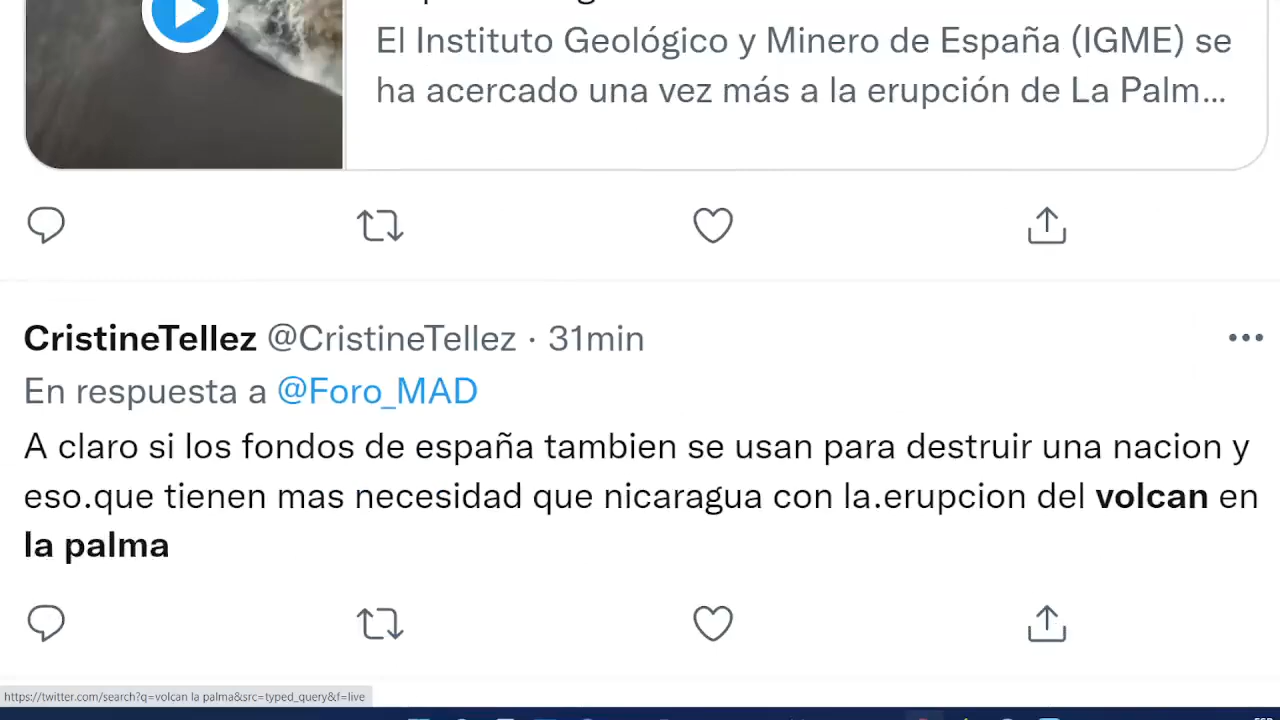 El Instituto Geológico y Minero de España (IGME) se
ha acercado una vez más a la erupción de La Palm...
CristineTellez @CristineTellez · 31min
En respuesta a @Foro_MAD
A claro si los fondos de españa tambien se usan para destruir una nacion y
eso.que tienen mas necesidad que nicaragua con la.erupcion del volcan en
la palma
https://twitter.com/search?q=volcan la palma&src=typed_query&f=live